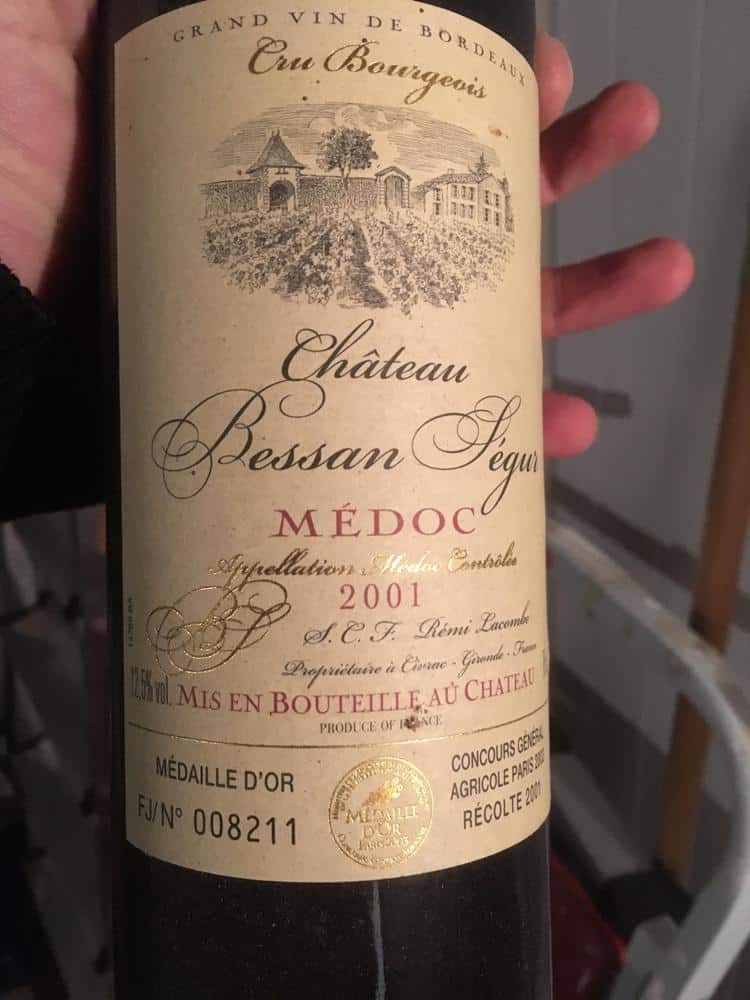 GRAND VIN DE BORDEAUX
Cru Bourgeois
Château
Bessan Ségur
MÉDOC
Appellation Médoc Contrôlée
2001
BS
S.C.F. Rémi Lacombe
Propriétaire à Civrac - Gironde - France
12,5% vol.
MIS EN BOUTEILLE AU CHATEAU
PRODUCE OF FRANCE
MÉDAILLE D'OR
FJ/N° 008211
MÉDAILLE
D'OR
CONCOURS GÉNÉRAL
AGRICOLE PARIS
RÉCOLTE 2001